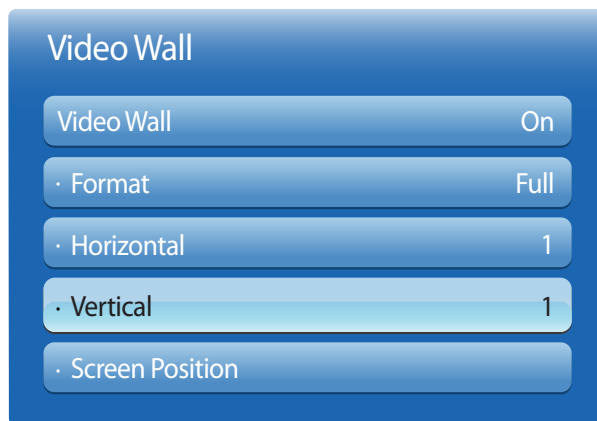 Video Wall
Video Wall On
· Format Full
· Horizontal 1
· Vertical 1
· Screen Position